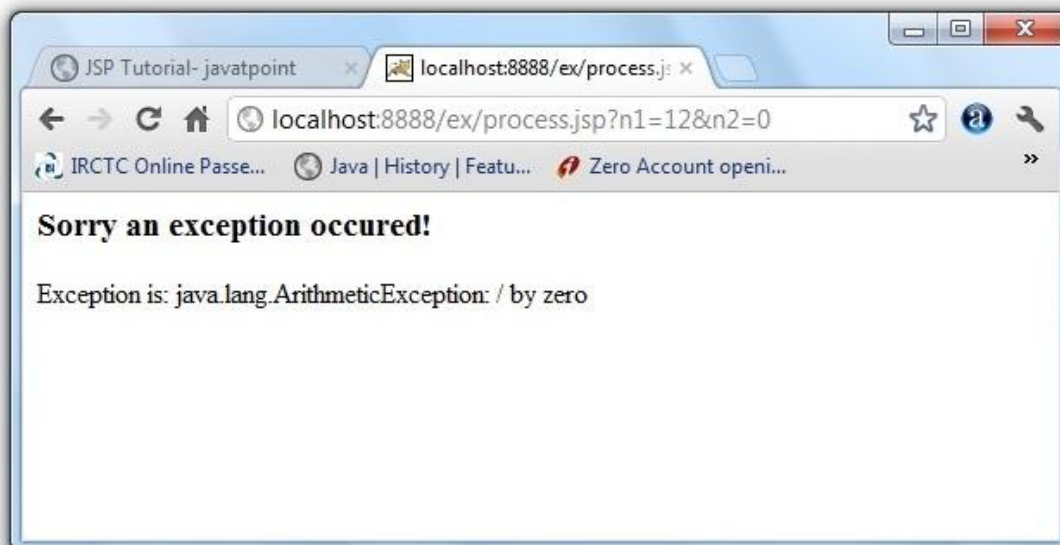 JSP Tutorial- javatpoint
localhost:8888/ex/process.j
localhost:8888/ex/process.jsp?n1=12&n2=0
IRCTC Online Passe...
Java | History | Featu...
Zero Account openi...
Sorry an exception occured!
Exception is: java.lang.ArithmeticException: / by zero